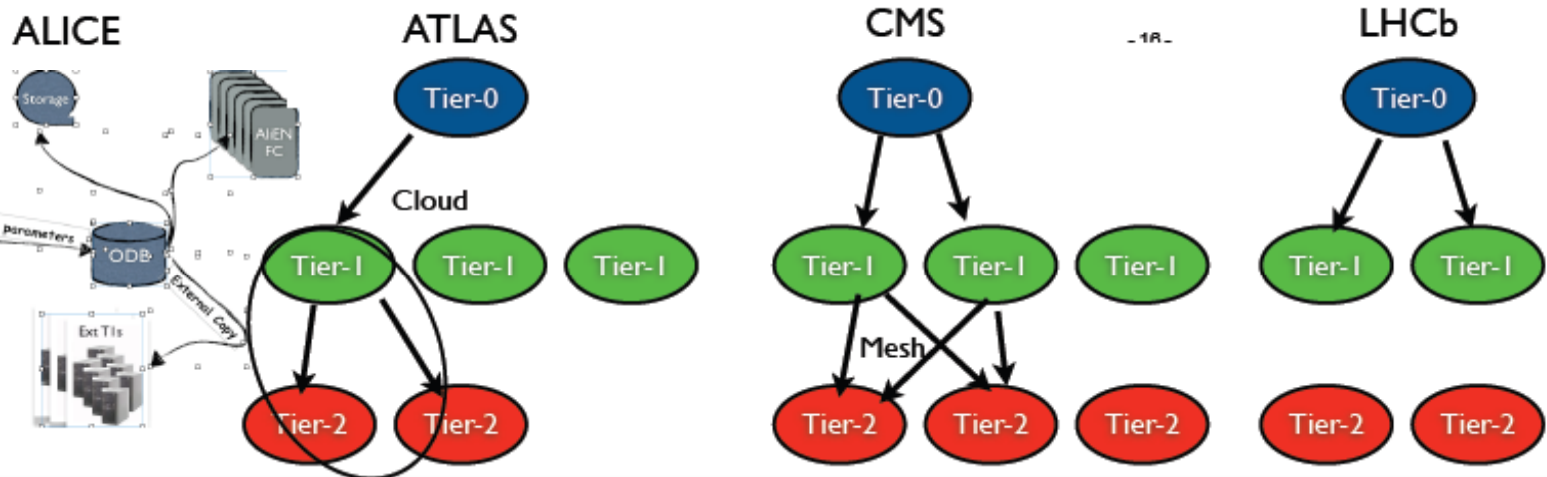 ALICE
ATLAS
CMS
LHCb
Storage
AliEN
FC
parameters
ODB
External Copy
Ext T1s
Tier-0
Cloud
Tier-1 Tier-1 Tier-1
Tier-2 Tier-2
Tier-0
Tier-1 Tier-1 Tier-1
Mesh
Tier-2 Tier-2 Tier-2
Tier-0
Tier-1 Tier-1
Tier-2 Tier-2